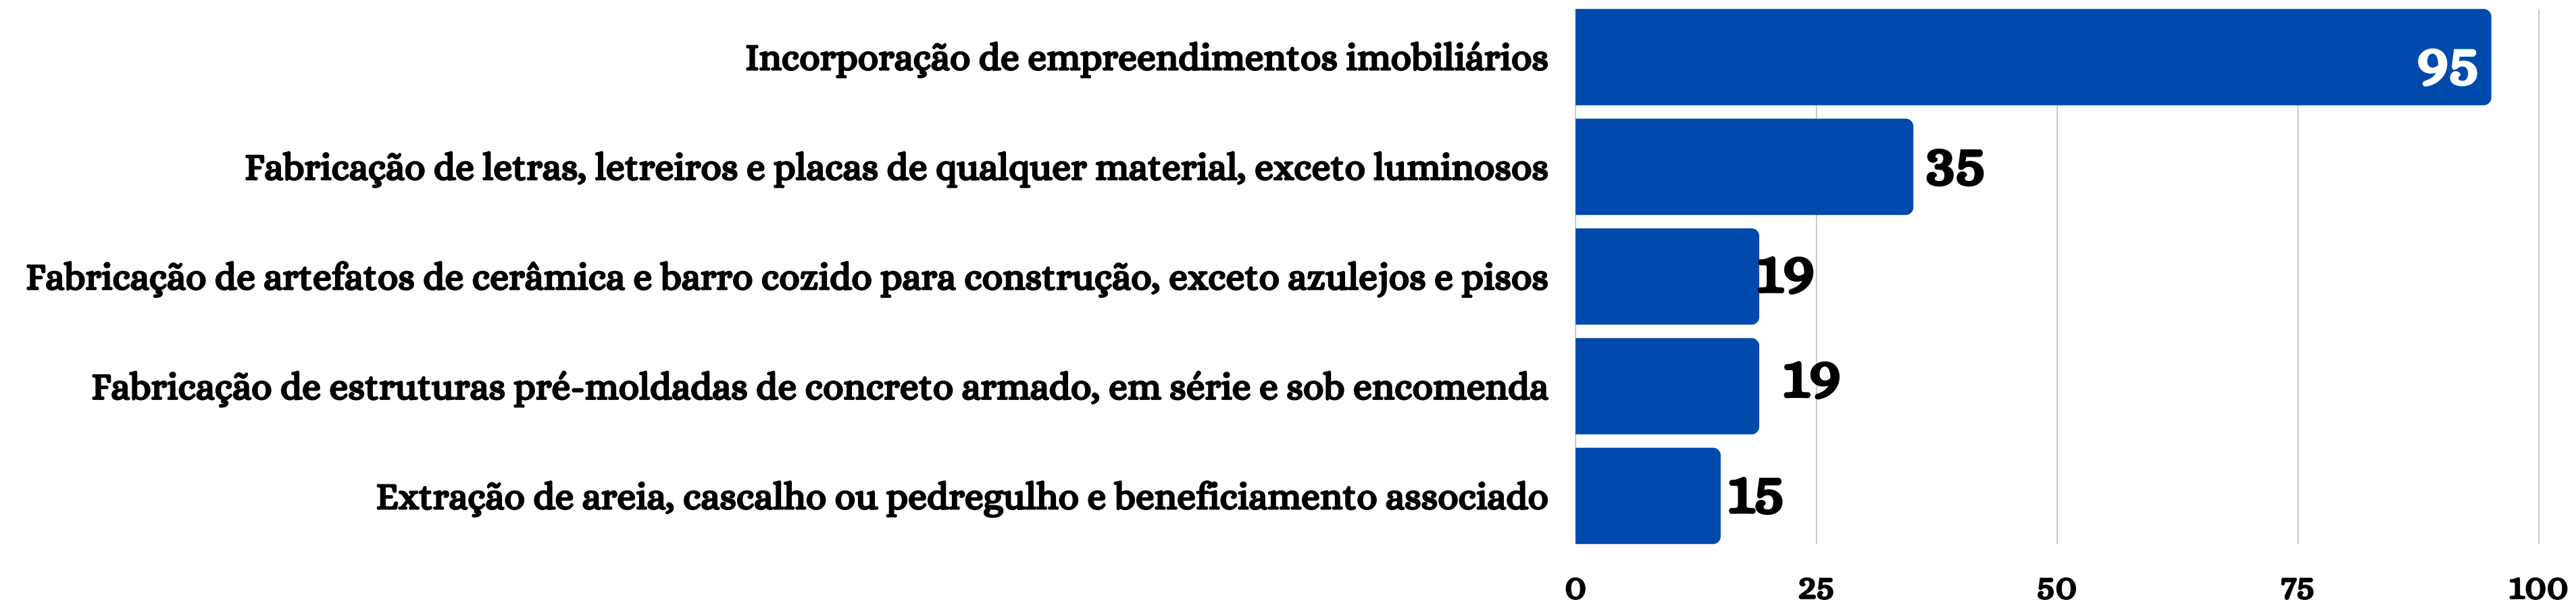 Incorporação de empreendimentos imobiliários
95
Fabricação de letras, letreiros e placas de qualquer material, exceto luminosos
35
Fabricação de artefatos de cerâmica e barro cozido para construção, exceto azulejos e pisos
19
Fabricação de estruturas pré-moldadas de concreto armado, em série e sob encomenda
19
Extração de areia, cascalho ou pedregulho e beneficiamento associado
15
0 25 50 75 100